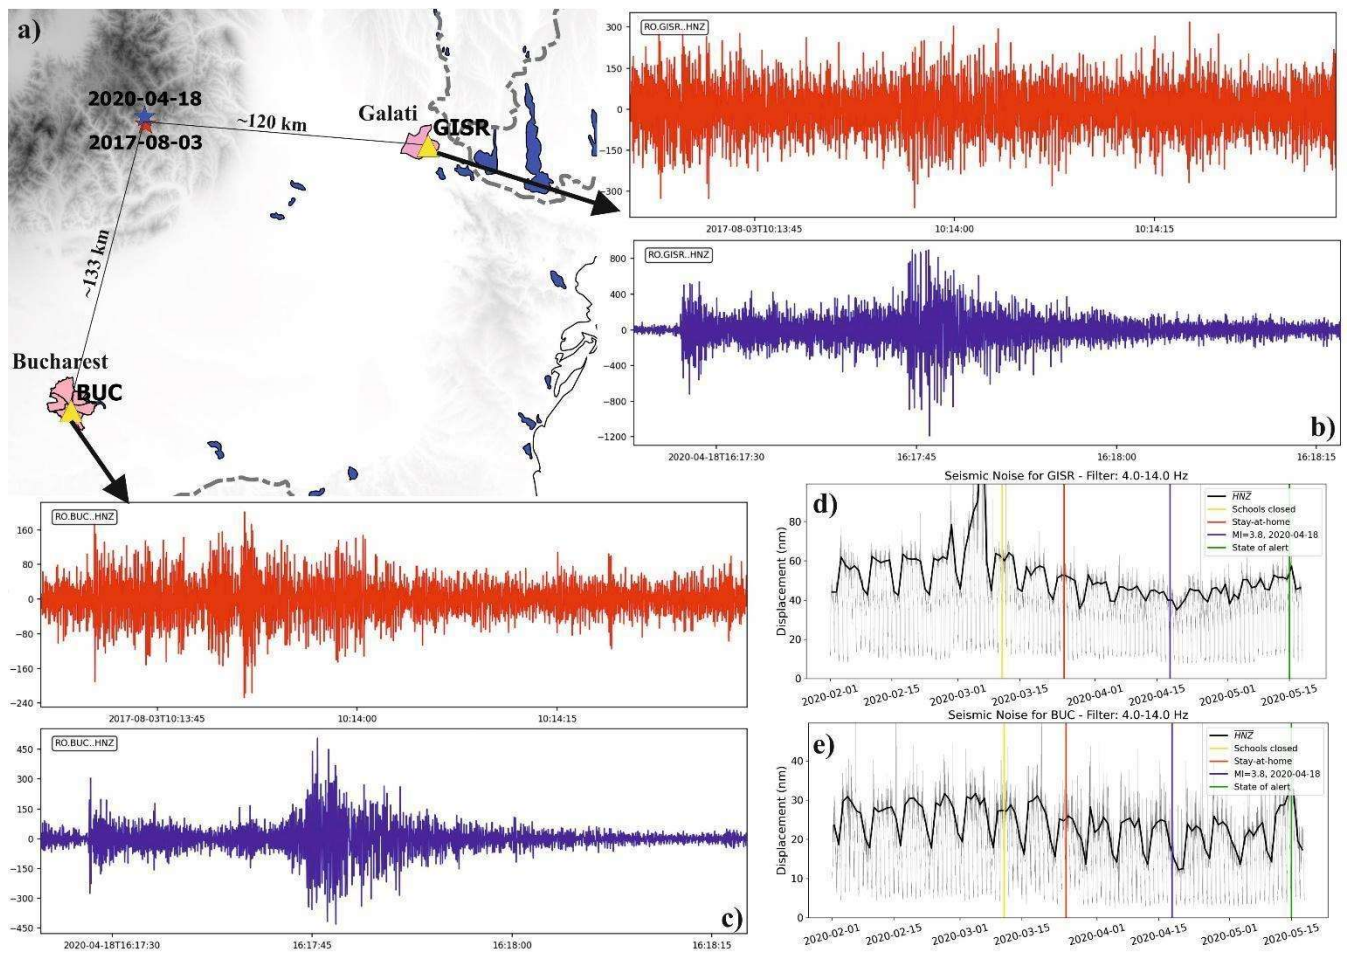 a)
2020-04-18
2017-08-03
~120 km
Galati
GISR
~133 km
Bucharest
BUC
RO.GISR..HNZ
300
150
0
−150
−300
2017-08-03T10:13:45 10:14:00 10:14:15
RO.GISR..HNZ
800
400
0
−400
−800
−1200
b)
2020-04-18T16:17:30 16:17:45 16:18:00 16:18:15
RO.BUC..HNZ
160
80
0
−80
−160
−240
2017-08-03T10:13:45 10:14:00 10:14:15
RO.BUC..HNZ
450
300
150
0
−150
−300
−450
c)
2020-04-18T16:17:30 16:17:45 16:18:00 16:18:15
Seismic Noise for GISR - Filter: 4.0-14.0 Hz
d)
HNZ
Schools closed
Stay-at-home
Ml=3.8, 2020-04-18
State of alert
Displacement (nm)
80
60
40
20
0
2020-02-01 2020-02-15 2020-03-01 2020-03-15 2020-04-01 2020-04-15 2020-05-01 2020-05-15
Seismic Noise for BUC - Filter: 4.0-14.0 Hz
e)
HNZ
Schools closed
Stay-at-home
Ml=3.8, 2020-04-18
State of alert
Displacement (nm)
40
30
20
10
0
2020-02-01 2020-02-15 2020-03-01 2020-03-15 2020-04-01 2020-04-15 2020-05-01 2020-05-15